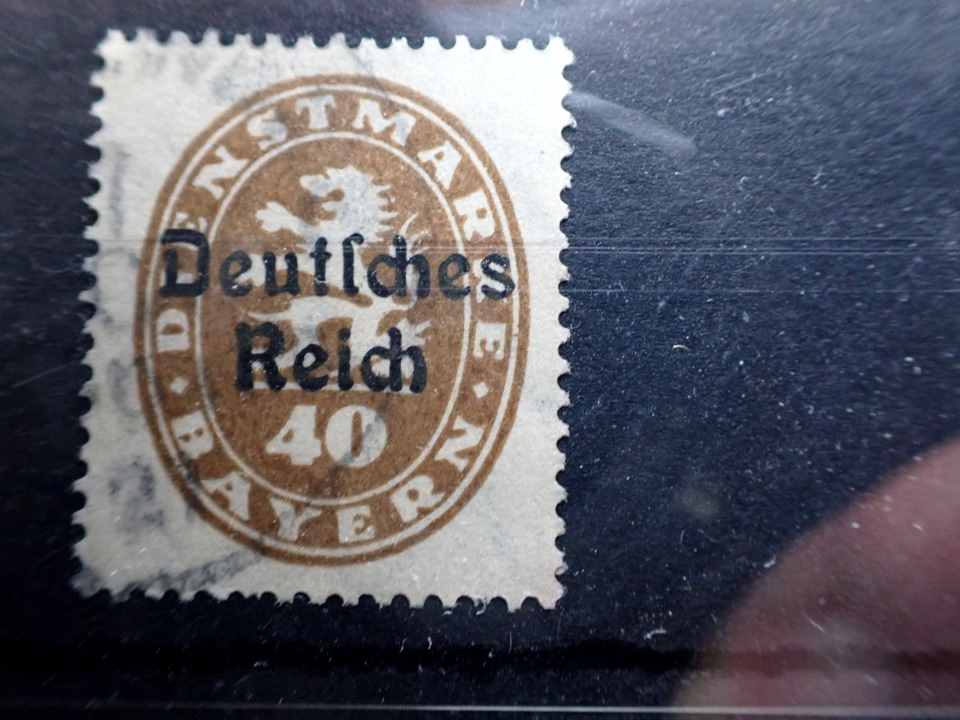 DIENSTMARKE
Deutſches
Reich
40
· BAYERN ·